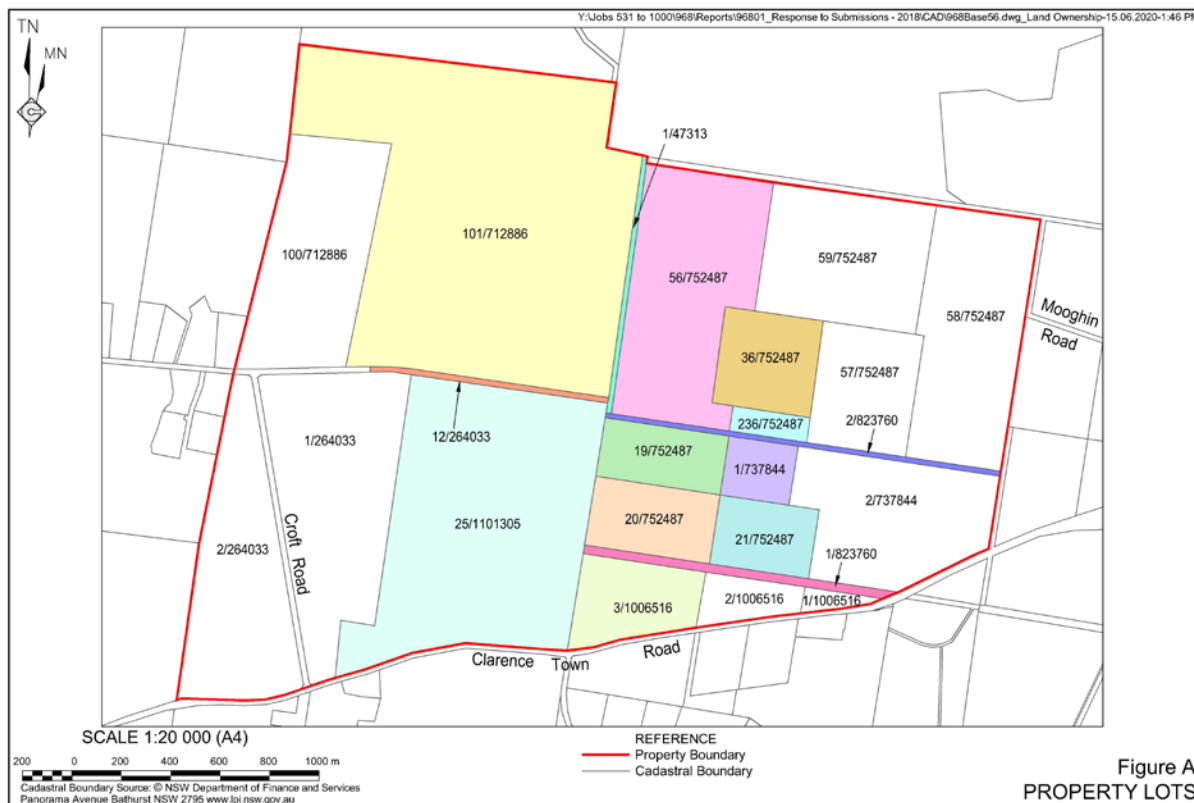 Y:\Jobs 531 to 1000\968\Reports\96801_Response to Submissions - 2018\CAD\968Base56.dwg_Land Ownership-15.06.2020-1:46 PM
TN
MN
1/47313
101/712886
100/712886
59/752487
56/752487
58/752487
Mooghin
Road
36/752487
57/752487
2/823760
236/752487
12/264033
1/264033
19/752487
1/737844
2/737844
20/752487
25/1101305
21/752487
Croft Road
2/264033
1/823760
3/1006516
2/1006516
1/1006516
Clarence Town Road
SCALE 1:20 000 (A4)
200 0 200 400 600 800 1000 m
Cadastral Boundary Source: © NSW Department of Finance and Services
Panorama Avenue Bathurst NSW 2795 www.lpi.nsw.gov.au
REFERENCE
Property Boundary
Cadastral Boundary
Figure A
PROPERTY LOTS